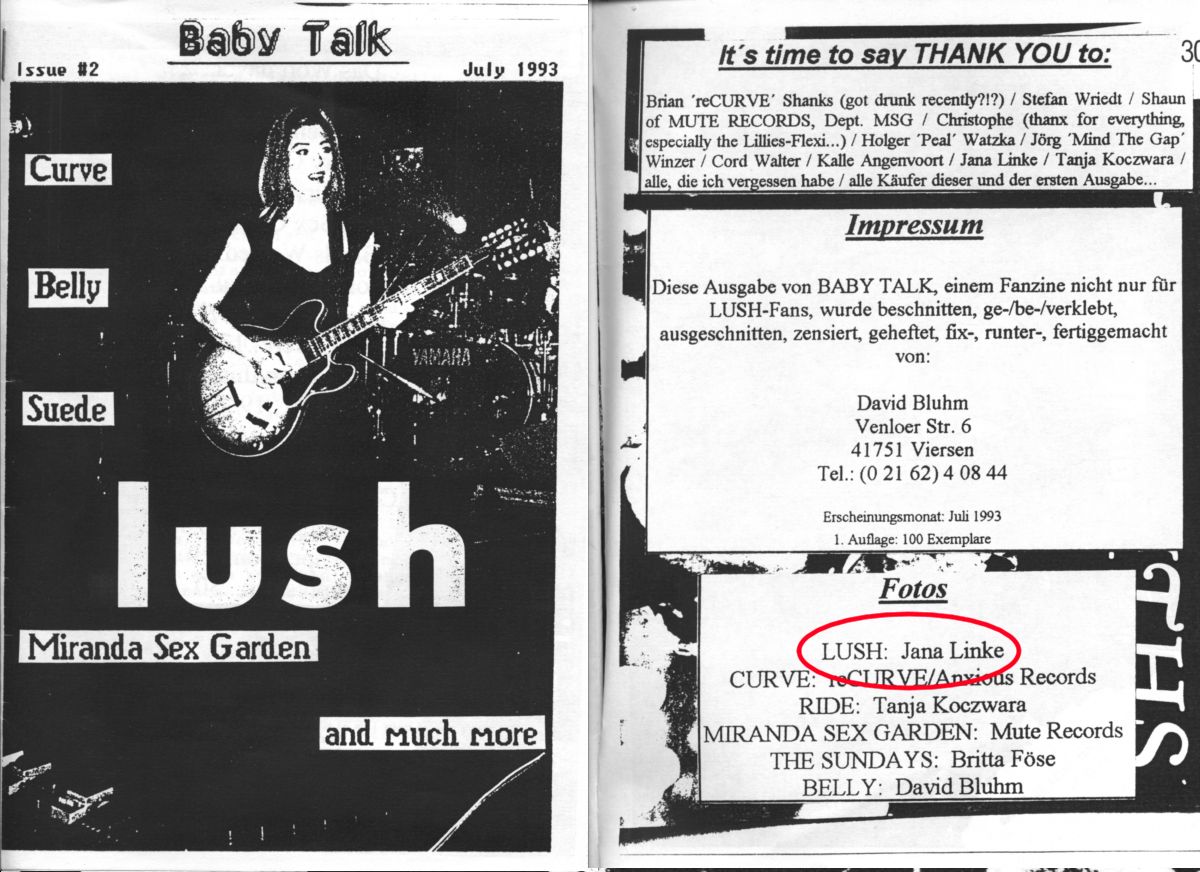 Baby Talk
Issue #2
July 1993
Curve
Belly
Suede
YAMAHA
lush
Miranda Sex Garden
and much more
30
It´s time to say THANK YOU to:
Brian ´reCURVE´ Shanks (got drunk recently?!?) / Stefan Wriedt / Shaun
of MUTE RECORDS, Dept. MSG / Christophe (thanx for everything,
especially the Lillies-Flexi...) / Holger ´Peal´ Watzka / Jörg ´Mind The Gap´
Winzer / Cord Walter / Kalle Angenvoort / Jana Linke / Tanja Koczwara /
alle, die ich vergessen habe / alle Käufer dieser und der ersten Ausgabe...
Impressum
Diese Ausgabe von BABY TALK, einem Fanzine nicht nur für
LUSH-Fans, wurde beschnitten, ge-/be-/verklebt,
ausgeschnitten, zensiert, geheftet, fix-, runter-, fertiggemacht
von:
David Bluhm
Venloer Str. 6
41751 Viersen
Tel.: (0 21 62) 4 08 44
Erscheinungsmonat: Juli 1993
1. Auflage: 100 Exemplare
Fotos
LUSH: Jana Linke
CURVE: reCURVE/Anxious Records
RIDE: Tanja Koczwara
MIRANDA SEX GARDEN: Mute Records
THE SUNDAYS: Britta Föse
BELLY: David Bluhm